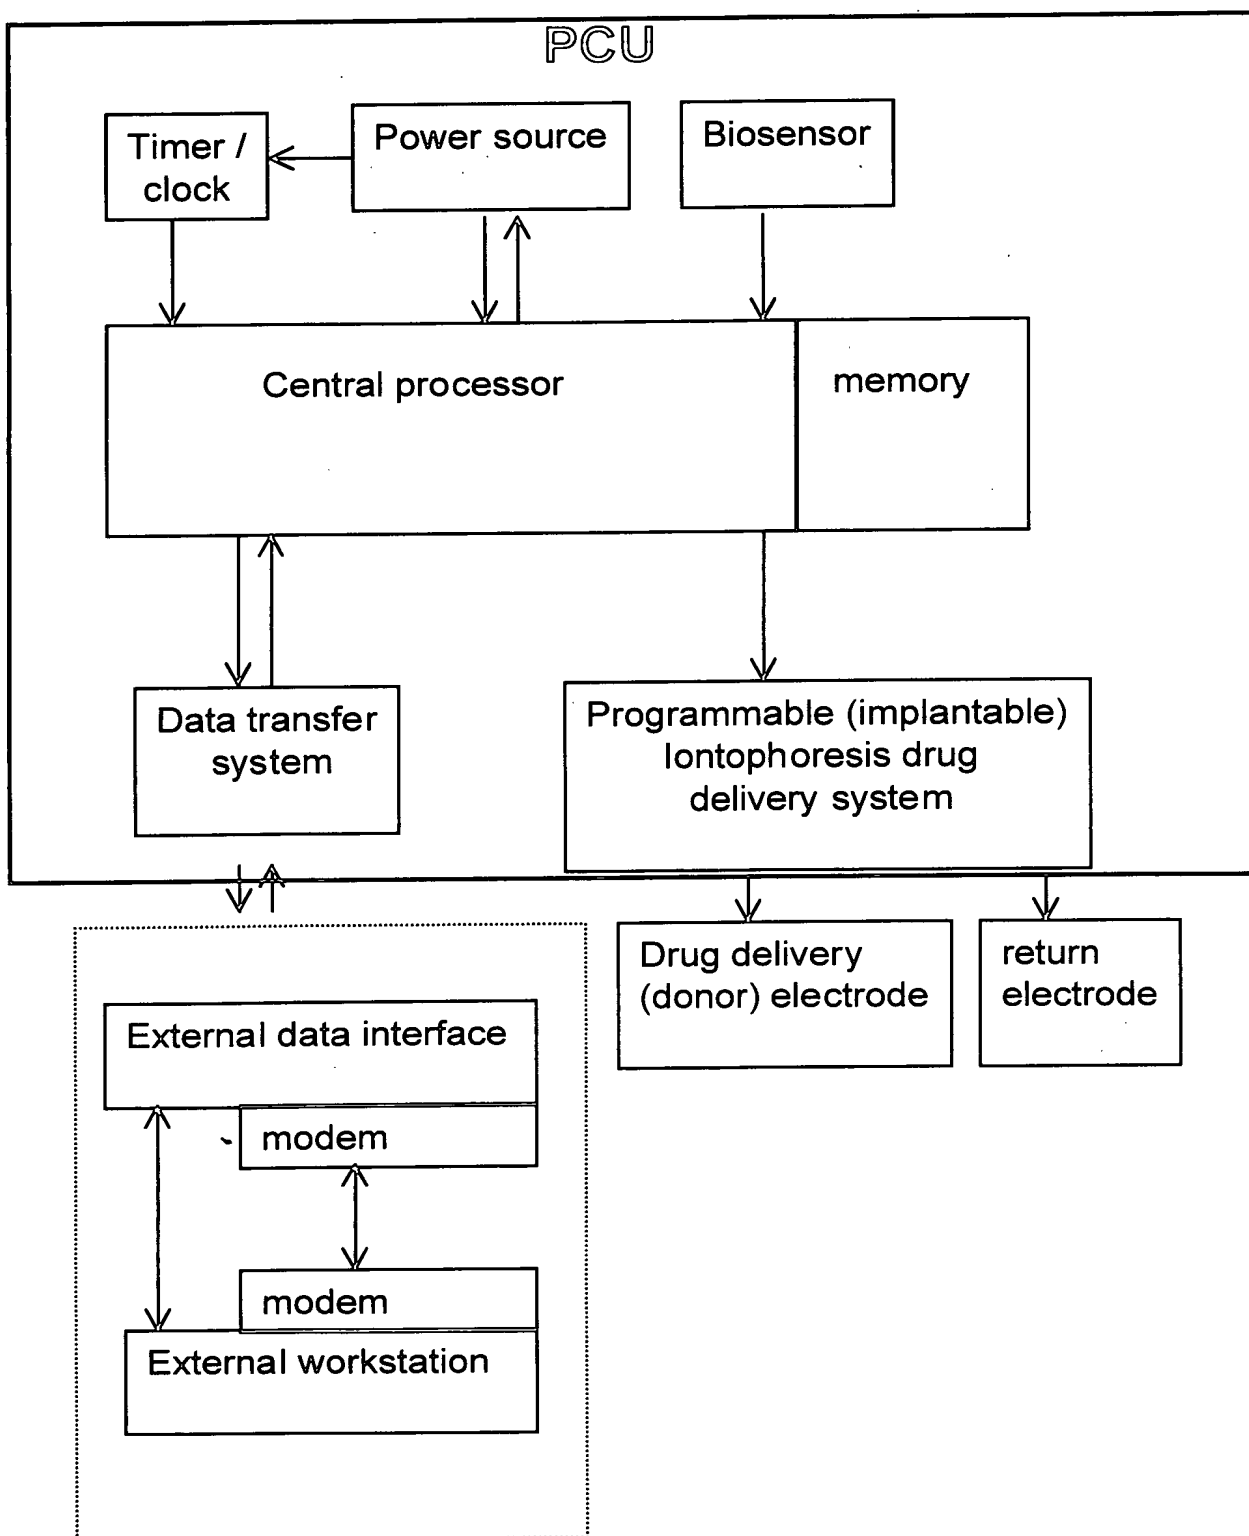 PCU
Timer /
clock
Power source
Biosensor
Central processor
memory
Data transfer
system
Programmable (implantable)
Iontophoresis drug
delivery system
Drug delivery
(donor) electrode
return
electrode
External data interface
modem
modem
External workstation